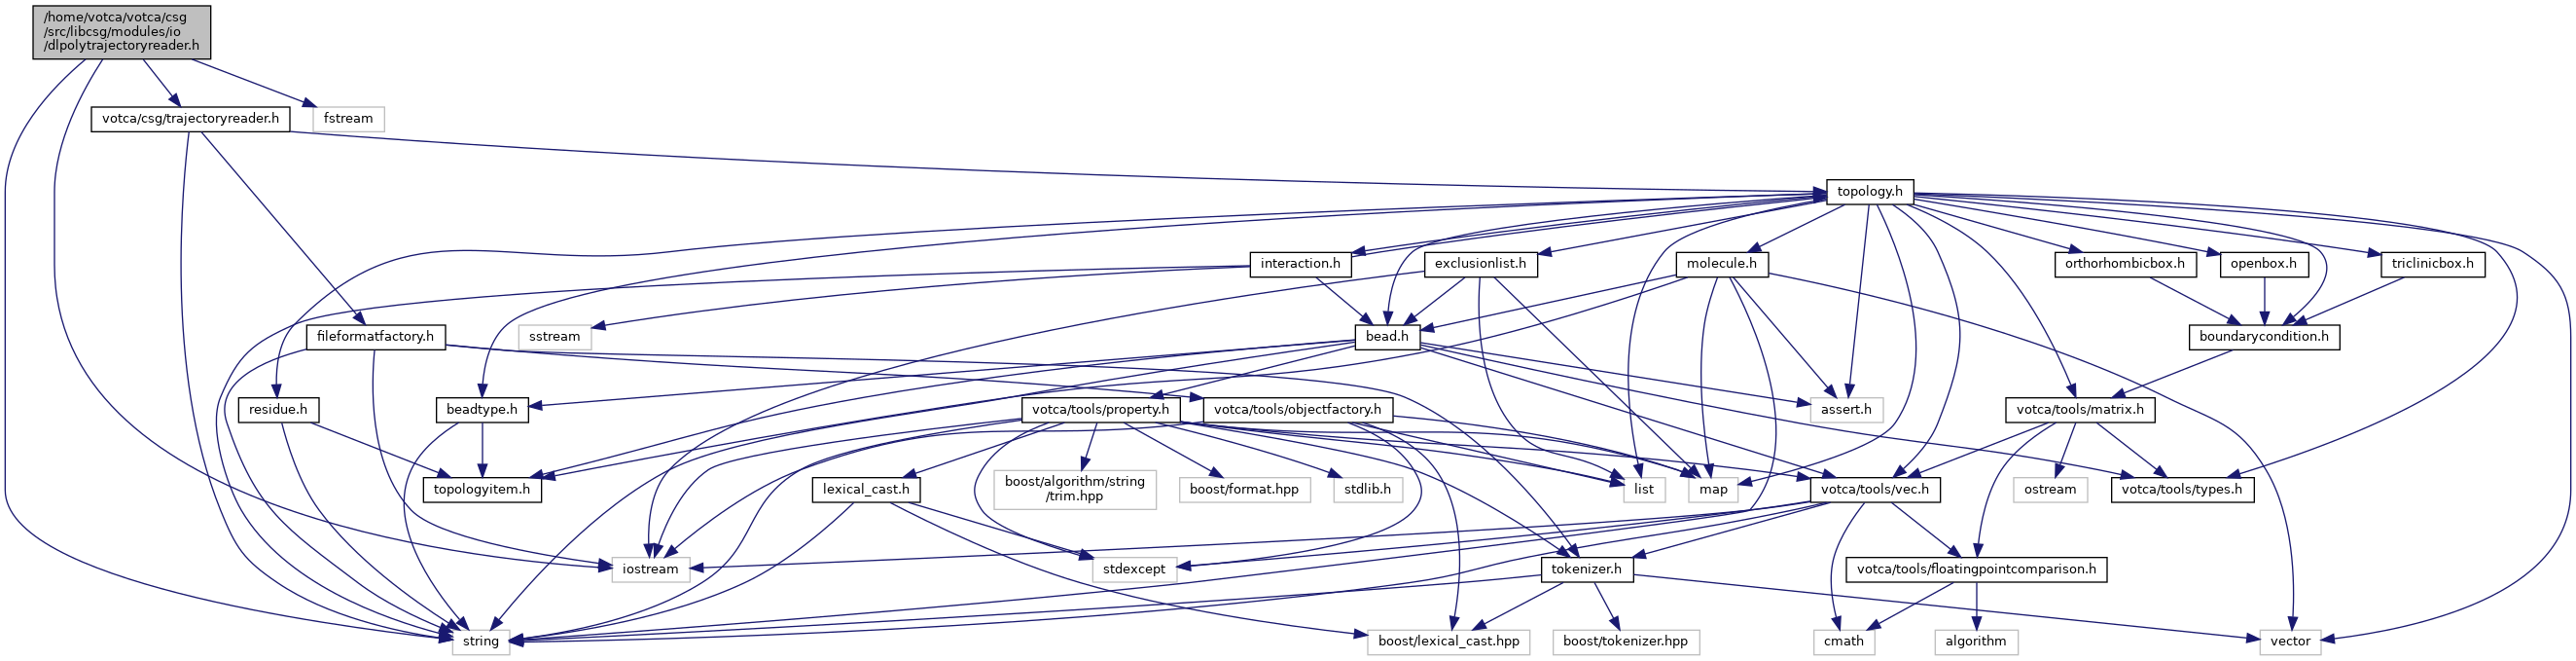 /home/votca/votca/csg
/src/libcsg/modules/io
/dlpolytrajectoryreader.h
votca/csg/trajectoryreader.h
fstream
topology.h
interaction.h
exclusionlist.h
molecule.h
orthorhombicbox.h
openbox.h
triclinicbox.h
fileformatfactory.h
sstream
bead.h
boundarycondition.h
residue.h
beadtype.h
votca/tools/property.h
votca/tools/objectfactory.h
assert.h
votca/tools/matrix.h
topologyitem.h
lexical_cast.h
boost/algorithm/string
/trim.hpp
boost/format.hpp
stdlib.h
list
map
votca/tools/vec.h
ostream
votca/tools/types.h
iostream
stdexcept
tokenizer.h
votca/tools/floatingpointcomparison.h
string
boost/lexical_cast.hpp
boost/tokenizer.hpp
cmath
algorithm
vector